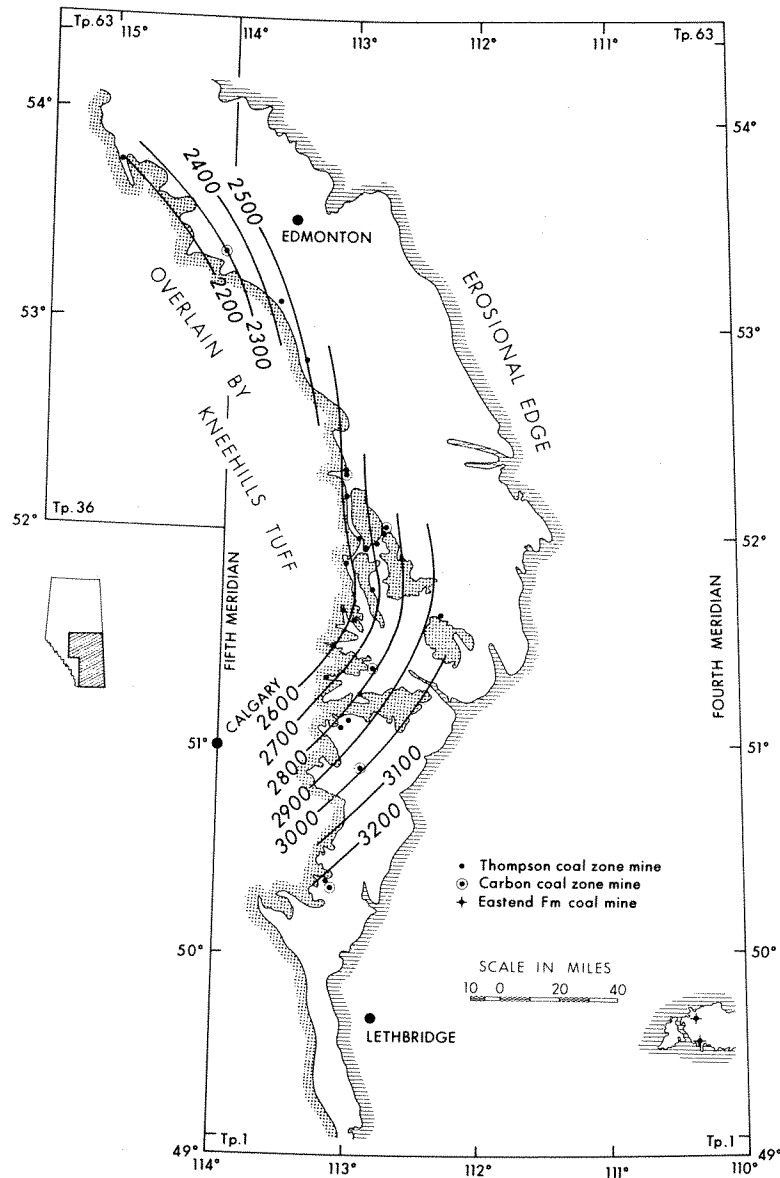 Tp. 63
115°
114°
113°
112°
111°
Tp. 63
54°
54°
2400
2500
EDMONTON
2200
2300
53°
53°
OVERLAIN BY
KNEEHILLS TUFF
EROSIONAL EDGE
52°
Tp. 36
52°
FIFTH MERIDIAN
FOURTH MERIDIAN
CALGARY
2600
2700
51°
51°
2800
2900
3000
3100
3200
• Thompson coal zone mine
Carbon coal zone mine
Eastend Fm coal mine
50°
50°
SCALE IN MILES
10 0 20 40
LETHBRIDGE
49°
Tp.1
Tp.1
49°
114°
113°
112°
111°
110°